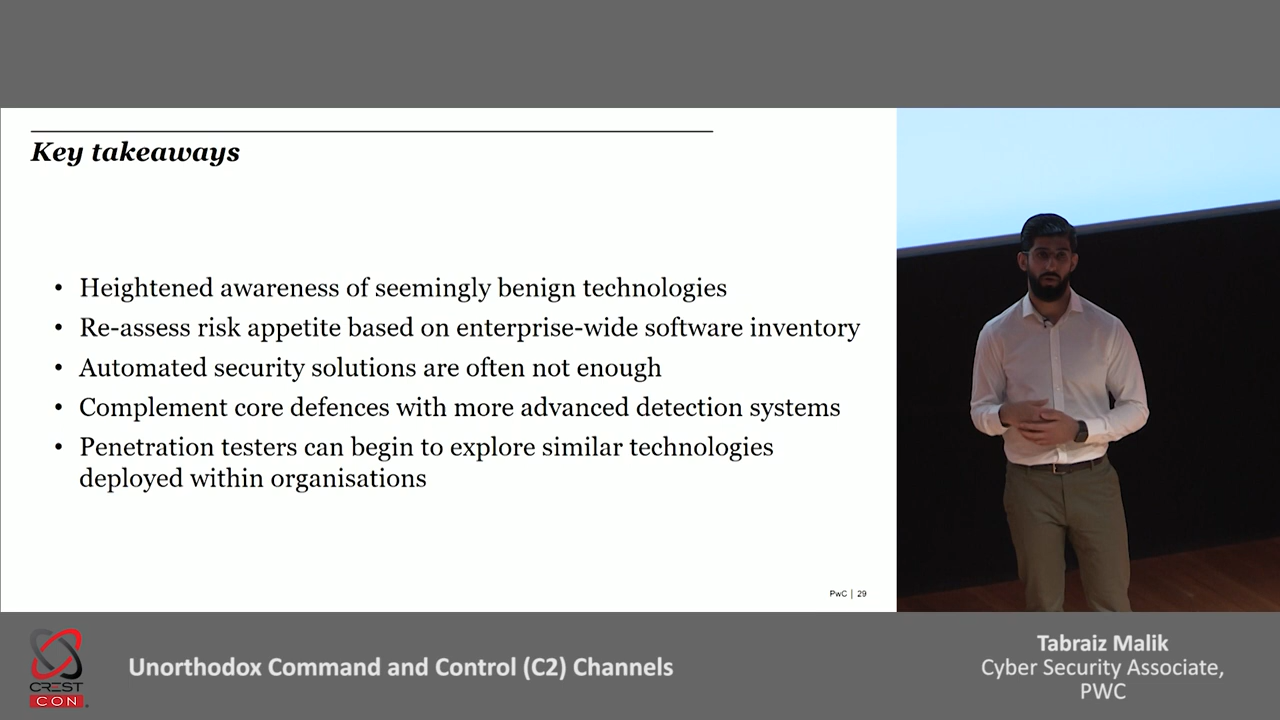 Key takeaways
• Heightened awareness of seemingly benign technologies
• Re-assess risk appetite based on enterprise-wide software inventory
• Automated security solutions are often not enough
• Complement core defences with more advanced detection systems
• Penetration testers can begin to explore similar technologies
deployed within organisations
PwC | 29
CREST
CON
Unorthodox Command and Control (C2) Channels
Tabraiz Malik
Cyber Security Associate,
PWC